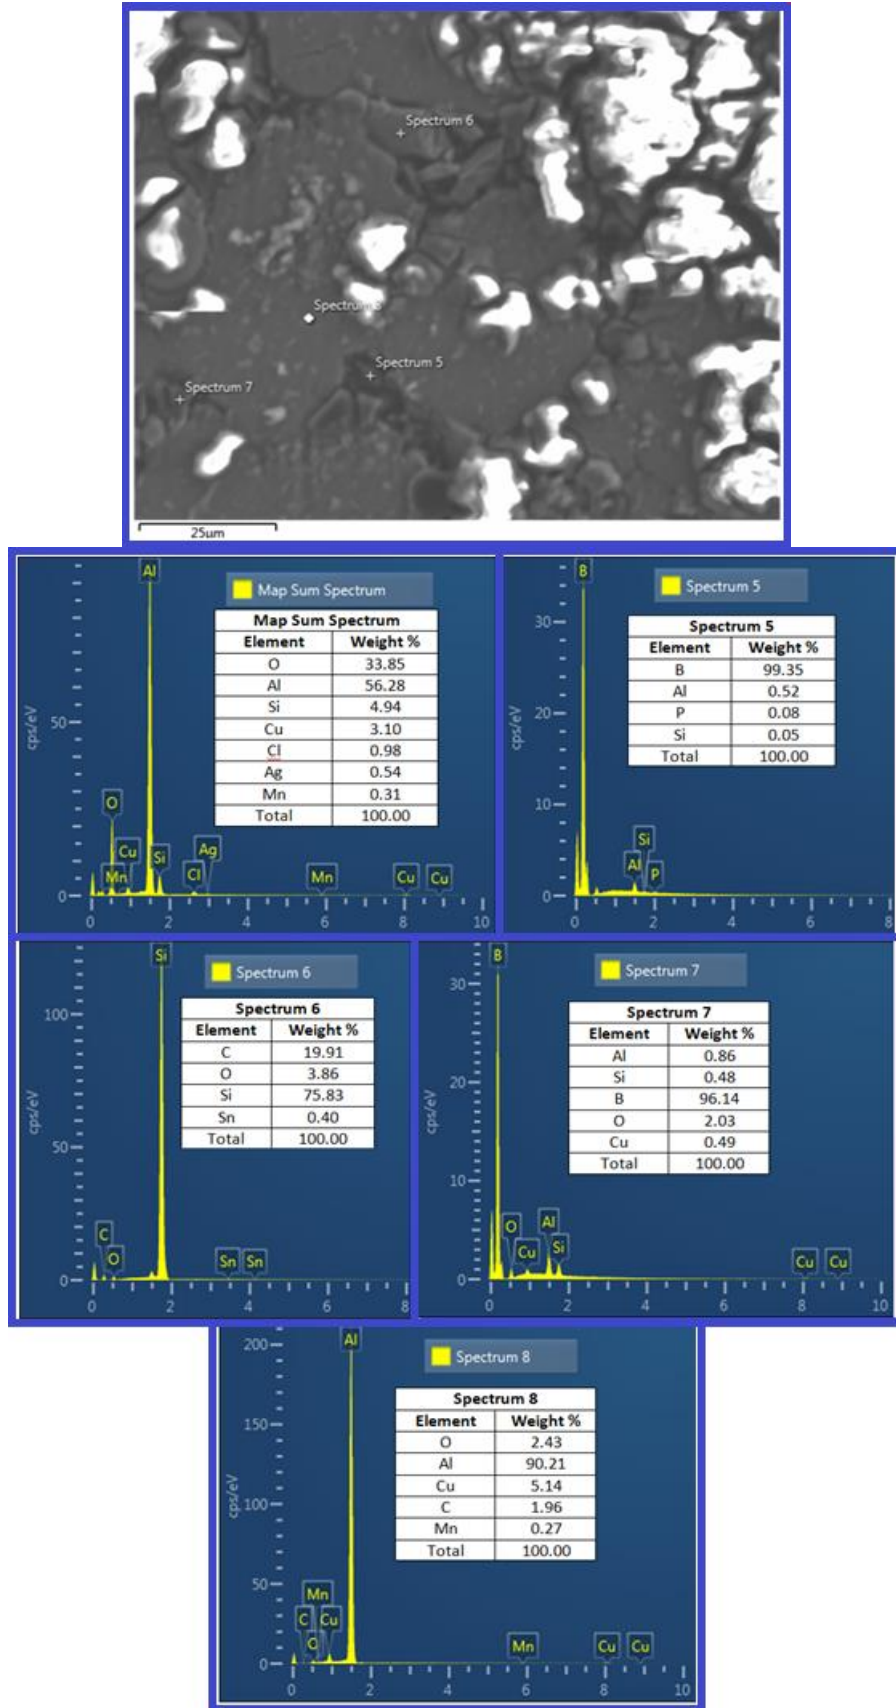 Spectrum 6
Spectrum 8
Spectrum 5
Spectrum 7
25µm
Map Sum Spectrum
Map Sum Spectrum
Element Weight %
O 33.85
Al 56.28
Si 4.94
Cu 3.10
Cl 0.98
Ag 0.54
Mn 0.31
Total 100.00
cps/eV
50
0
Al
O
Cu
Mn
Si
Cl
Ag
Mn
Cu
Cu
0 2 4 6 8 10
Spectrum 5
Spectrum 5
Element Weight %
B 99.35
Al 0.52
P 0.08
Si 0.05
Total 100.00
cps/eV
30
20
10
0
B
Si
Al
P
0 2 4 6 8
Spectrum 6
Spectrum 6
Element Weight %
C 19.91
O 3.86
Si 75.83
Sn 0.40
Total 100.00
cps/eV
100
50
0
Si
C
O
Sn
Sn
0 2 4 6 8
Spectrum 7
Spectrum 7
Element Weight %
Al 0.86
Si 0.48
B 96.14
O 2.03
Cu 0.49
Total 100.00
cps/eV
30
20
10
0
B
O
Cu
Al
Si
Cu
Cu
0 2 4 6 8 10
Spectrum 8
Spectrum 8
Element Weight %
O 2.43
Al 90.21
Cu 5.14
C 1.96
Mn 0.27
Total 100.00
cps/eV
200
150
100
50
0
Al
Mn
C
Cu
O
Mn
Cu
Cu
0 2 4 6 8 10